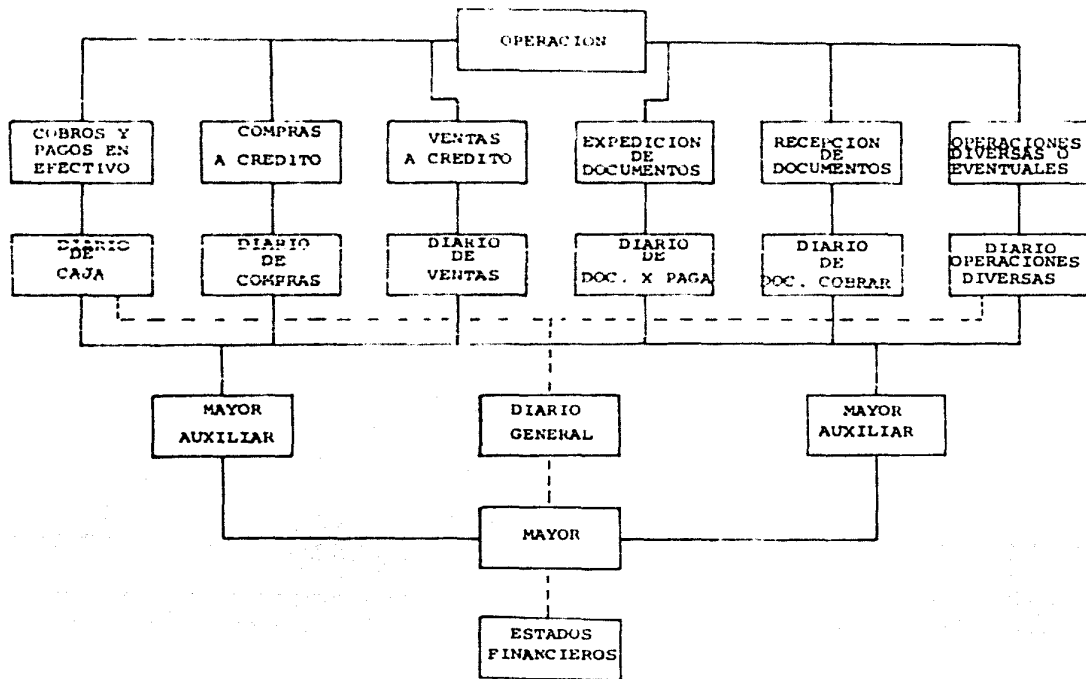 OPERACION
COBROS Y
PAGOS EN
EFECTIVO
COMPRAS
A CREDITO
VENTAS
A CREDITO
EXPEDICION
DE
DOCUMENTOS
RECEPCION
DE
DOCUMENTOS
OPERACIONES
DIVERSAS O
EVENTUALES
DIARIO
DE
CAJA
DIARIO
DE
COMPRAS
DIARIO
DE
VENTAS
DIARIO
DE
DOC. X PAGA
DIARIO
DE
DOC. COBRAR
DIARIO
OPERACIONES
DIVERSAS
MAYOR
AUXILIAR
DIARIO
GENERAL
MAYOR
AUXILIAR
MAYOR
ESTADOS
FINANCIEROS